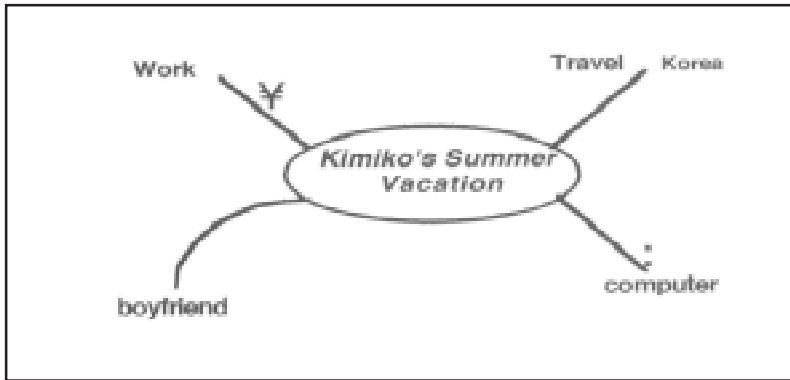 Work
¥
Travel Korea
Kimiko's Summer
Vacation
boyfriend
computer